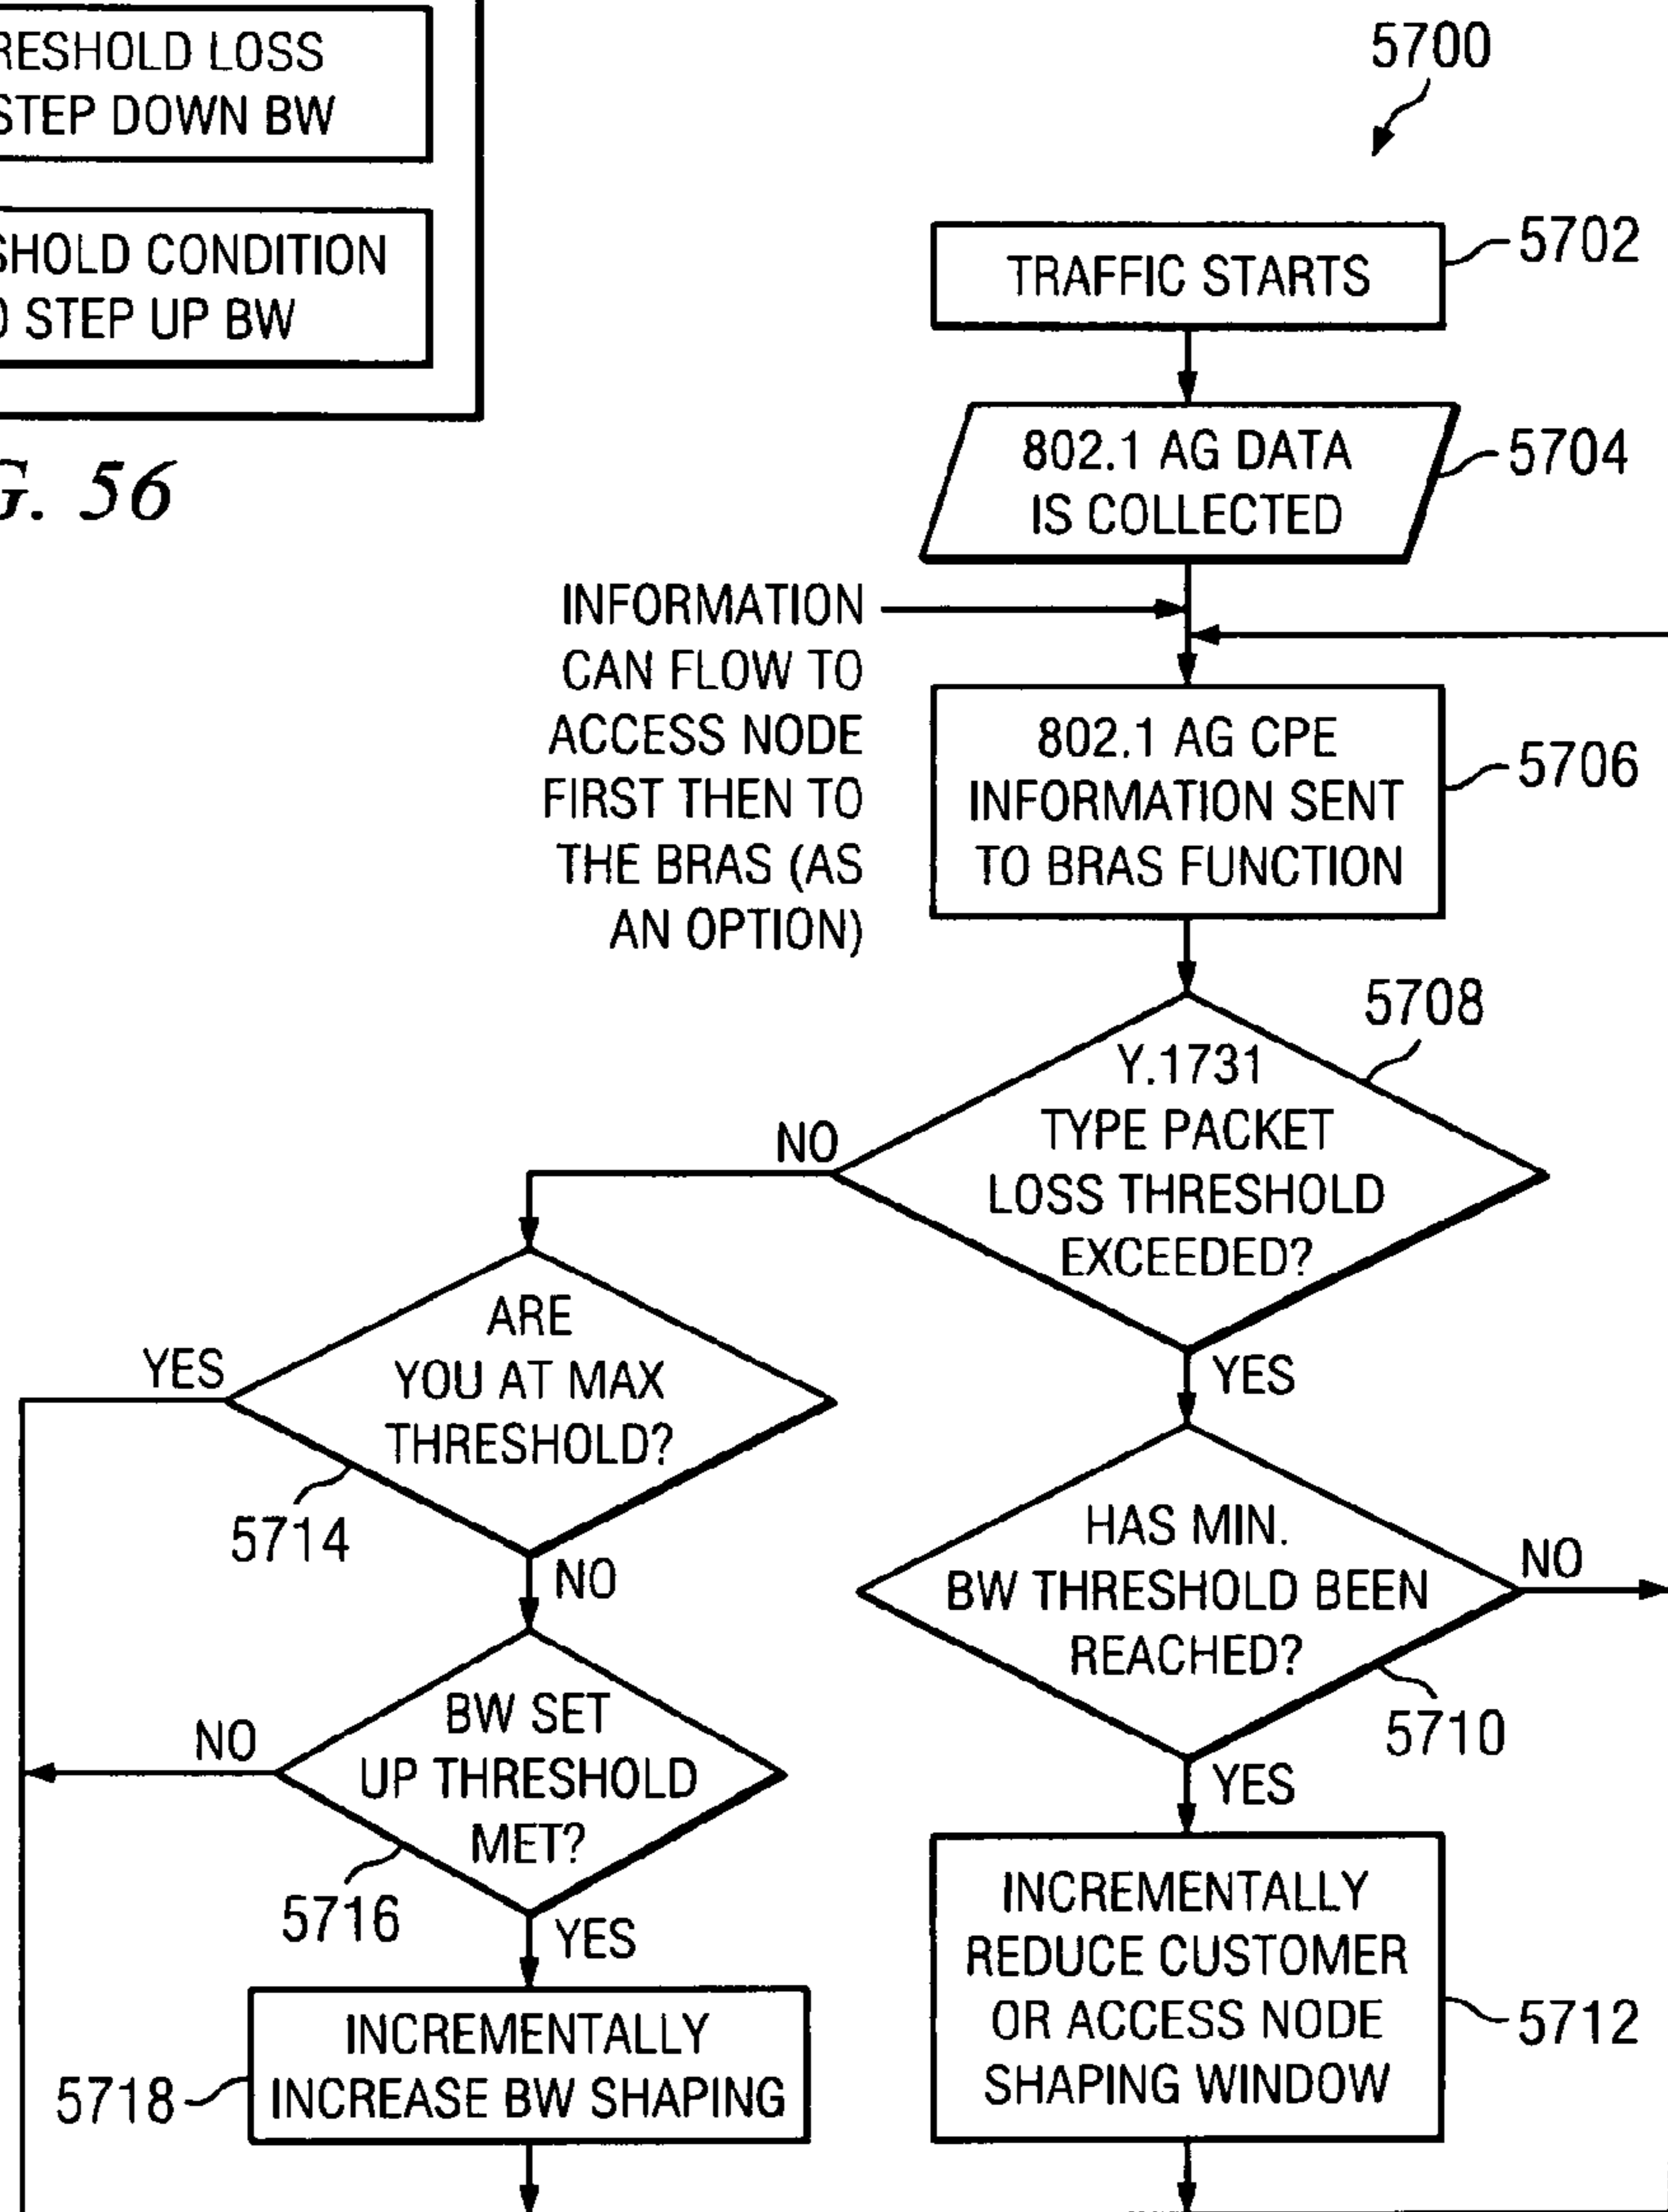 RESHOLD LOSS
STEP DOWN BW
SHOLD CONDITION
STEP UP BW
G. 56
5700
TRAFFIC STARTS
5702
802.1 AG DATA
IS COLLECTED
5704
INFORMATION
CAN FLOW TO
ACCESS NODE
FIRST THEN TO
THE BRAS (AS
AN OPTION)
802.1 AG CPE
INFORMATION SENT
TO BRAS FUNCTION
5706
5708
Y.1731
TYPE PACKET
LOSS THRESHOLD
EXCEEDED?
NO
YES
ARE
YOU AT MAX
THRESHOLD?
YES
5714
NO
HAS MIN.
BW THRESHOLD BEEN
REACHED?
NO
5710
YES
BW SET
UP THRESHOLD
MET?
NO
5716
YES
INCREMENTALLY
INCREASE BW SHAPING
5718
INCREMENTALLY
REDUCE CUSTOMER
OR ACCESS NODE
SHAPING WINDOW
5712